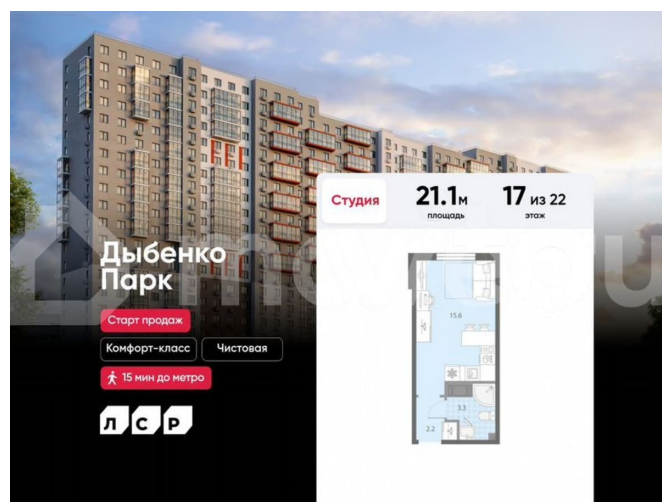 Студия
21.1м
площадь
17 из 22
этаж
Дыбенко
Парк
Старт продаж
Комфорт-класс
Чистовая
15 мин до метро
ЛСР
15.6
3.3
2.2